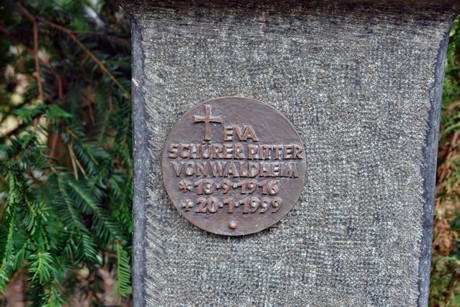 EVA
SCHÜRER RITTER
VON WALDHEIM
*13·9·1916
+20·1·1999